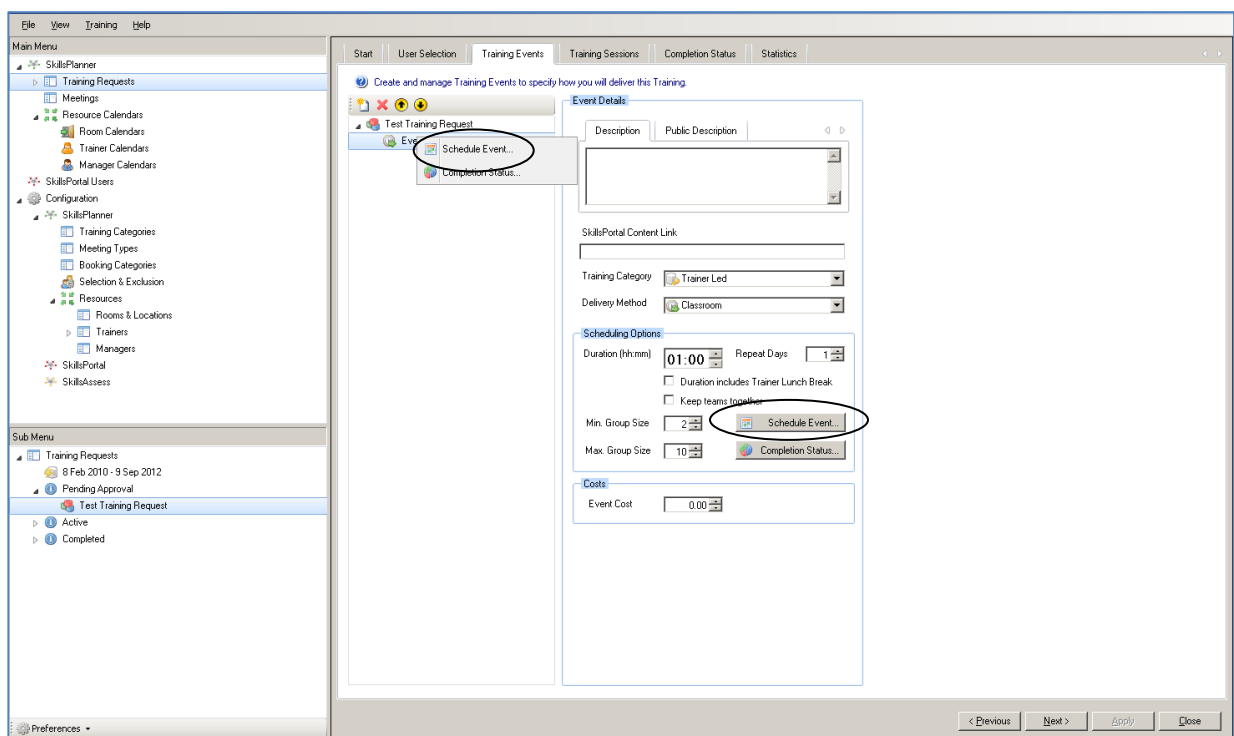 File View Training Help
Main Menu
SkillsPlanner
Training Requests
Meetings
Resource Calendars
Room Calendars
Trainer Calendars
Manager Calendars
SkillsPortal Users
Configuration
SkillsPlanner
Training Categories
Meeting Types
Booking Categories
Selection & Exclusion
Resources
Rooms & Locations
Trainers
Managers
SkillsPortal
SkillsAssess
Sub Menu
Training Requests
8 Feb 2010 - 9 Sep 2012
Pending Approval
Test Training Request
Active
Completed
Preferences
Start User Selection Training Events Training Sessions Completion Status Statistics
Create and manage Training Events to specify how you will deliver this Training.
Test Training Request
Eve
Schedule Event...
Completion Status...
Event Details
Description Public Description
SkillsPortal Content Link
Training Category Trainer Led
Delivery Method Classroom
Scheduling Options
Duration (hh:mm) 01:00 Repeat Days 1
Duration includes Trainer Lunch Break
Keep teams together
Min. Group Size 2 Schedule Event...
Max. Group Size 10 Completion Status...
Costs
Event Cost 0.00
< Previous Next > Apply Close